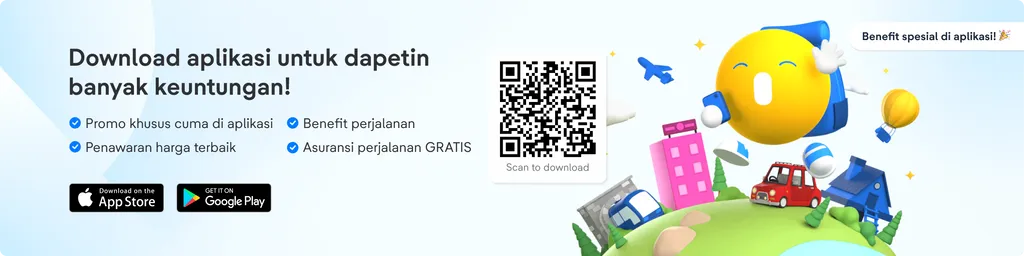 Download aplikasi untuk dapetin
banyak keuntungan!
Promo khusus cuma di aplikasi
Benefit perjalanan
Penawaran harga terbaik
Asuransi perjalanan GRATIS
Download on the
App Store
GET IT ON
Google Play
Scan to download
Benefit spesial di aplikasi! 🎉